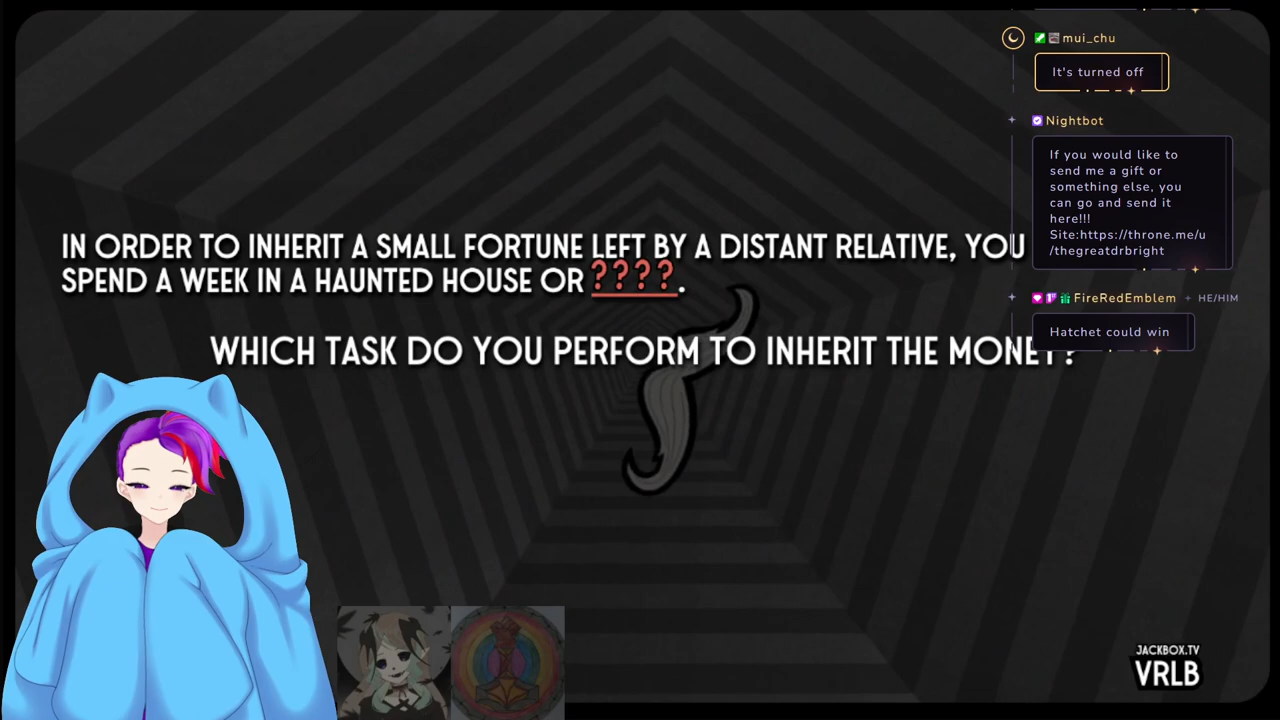 IN ORDER TO INHERIT A SMALL FORTUNE LEFT BY A DISTANT RELATIVE, YOU
SPEND A WEEK IN A HAUNTED HOUSE OR ????.
WHICH TASK DO YOU PERFORM TO INHERIT THE MONEY?
mui_chu
It's turned off
Nightbot
If you would like to
send me a gift or
something else, you
can go and send it
here!!!
Site:https://throne.me/u
/thegreatdrbright
FireRedEmblem HE/HIM
Hatchet could win
JACKBOX.TV
VRLB